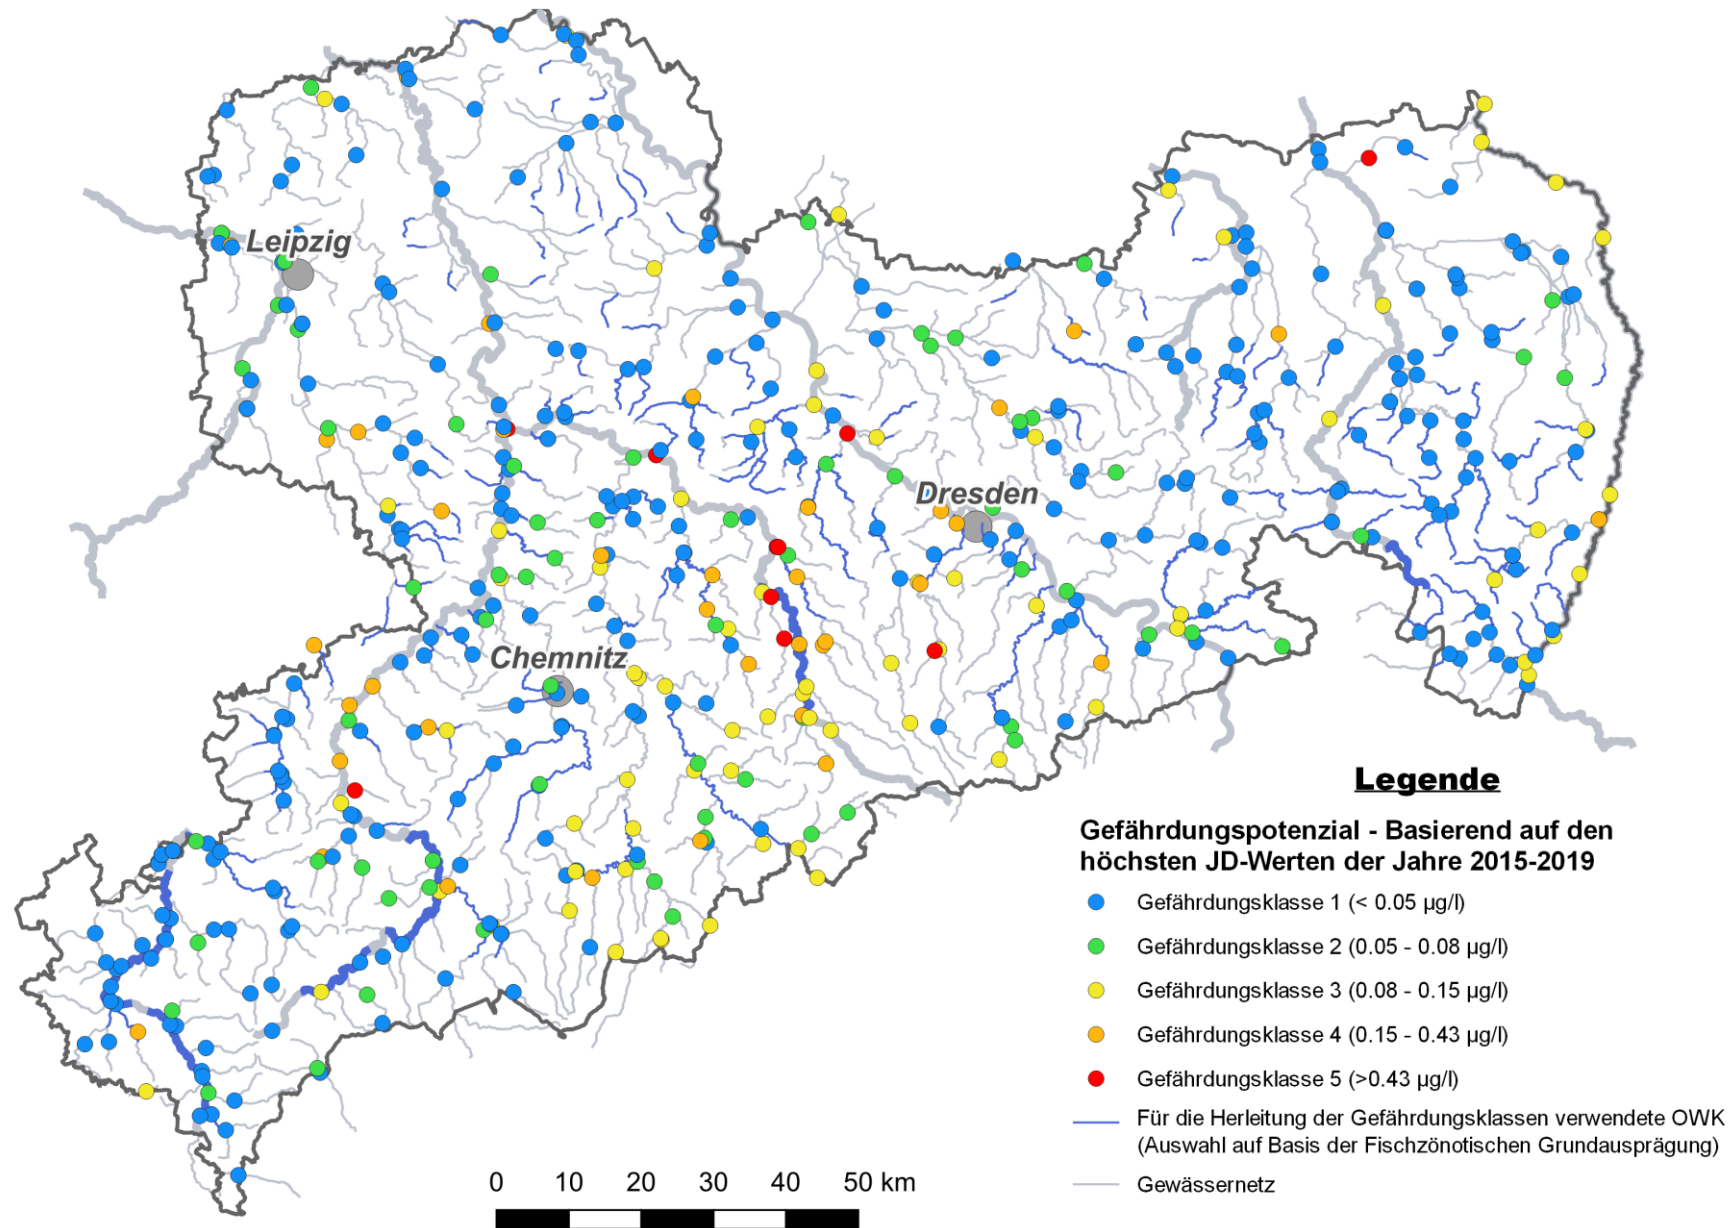 Leipzig
Dresden
Chemnitz
Legende
Gefährdungspotenzial - Basierend auf den
höchsten JD-Werten der Jahre 2015-2019
Gefährdungsklasse 1 (< 0.05 µg/l)
Gefährdungsklasse 2 (0.05 - 0.08 µg/l)
Gefährdungsklasse 3 (0.08 - 0.15 µg/l)
Gefährdungsklasse 4 (0.15 - 0.43 µg/l)
Gefährdungsklasse 5 (>0.43 µg/l)
Für die Herleitung der Gefährdungsklassen verwendete OWK
(Auswahl auf Basis der Fischzönotischen Grundausprägung)
Gewässernetz
0 10 20 30 40 50 km